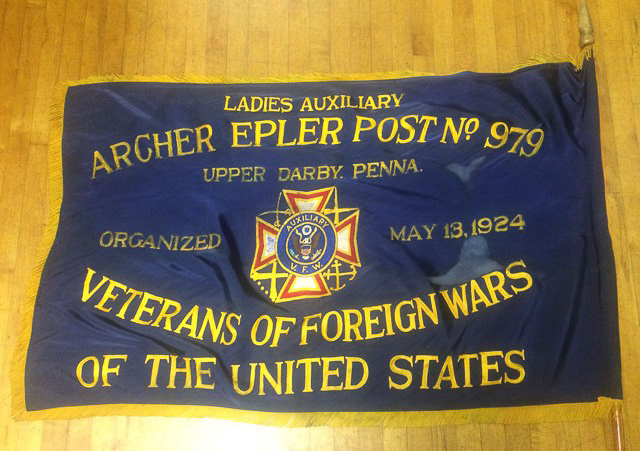 LADIES AUXILIARY
ARCHER EPLER POST No. 979
UPPER DARBY. PENNA.
AUXILIARY
V.F.W.
ORGANIZED MAY 13, 1924
VETERANS OF FOREIGN WARS
OF THE UNITED STATES